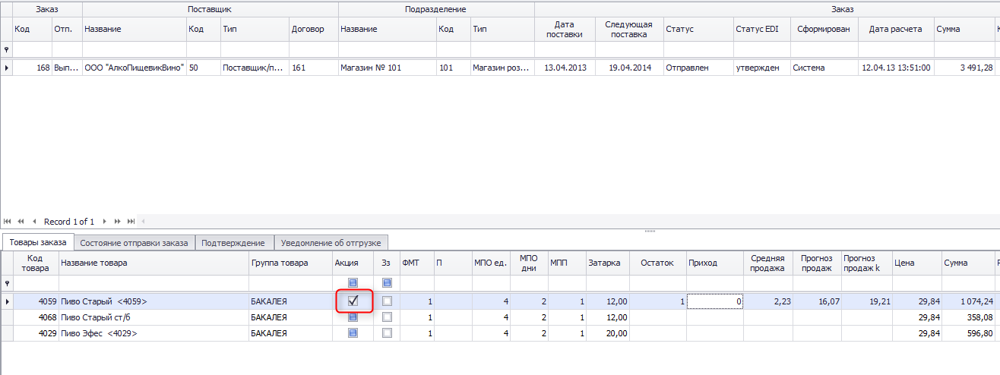 Заказ Поставщик Подразделение Заказ
Код Отп. Название Код Тип Договор Название Код Тип Дата поставки Следующая поставка Статус Статус EDI Сформирован Дата расчета Сумма
168 Вып... ООО "АлкоПищевикВино" 50 Поставщик/п... 161 Магазин № 101 101 Магазин роз... 13.04.2013 19.04.2014 Отправлен утвержден Система 12.04.13 13:51:00 3 491,28
Record 1 of 1
Товары заказа Состояние отправки заказа Подтверждение Уведомление об отгрузке
Код товара Название товара Группа товара Акция Зз ФМТ П МПО ед. МПО дни МПП Затарка Остаток Приход Средняя продажа Прогноз продаж Прогноз продаж k Цена Сумма
4059 Пиво Старый <4059> БАКАЛЕЯ 1 4 2 1 12,00 1 0 2,23 16,07 19,21 29,84 1 074,24
4068 Пиво Старый ст/б БАКАЛЕЯ 1 4 2 1 12,00 29,84 358,08
4029 Пиво Эфес <4029> БАКАЛЕЯ 1 4 2 1 20,00 29,84 596,80